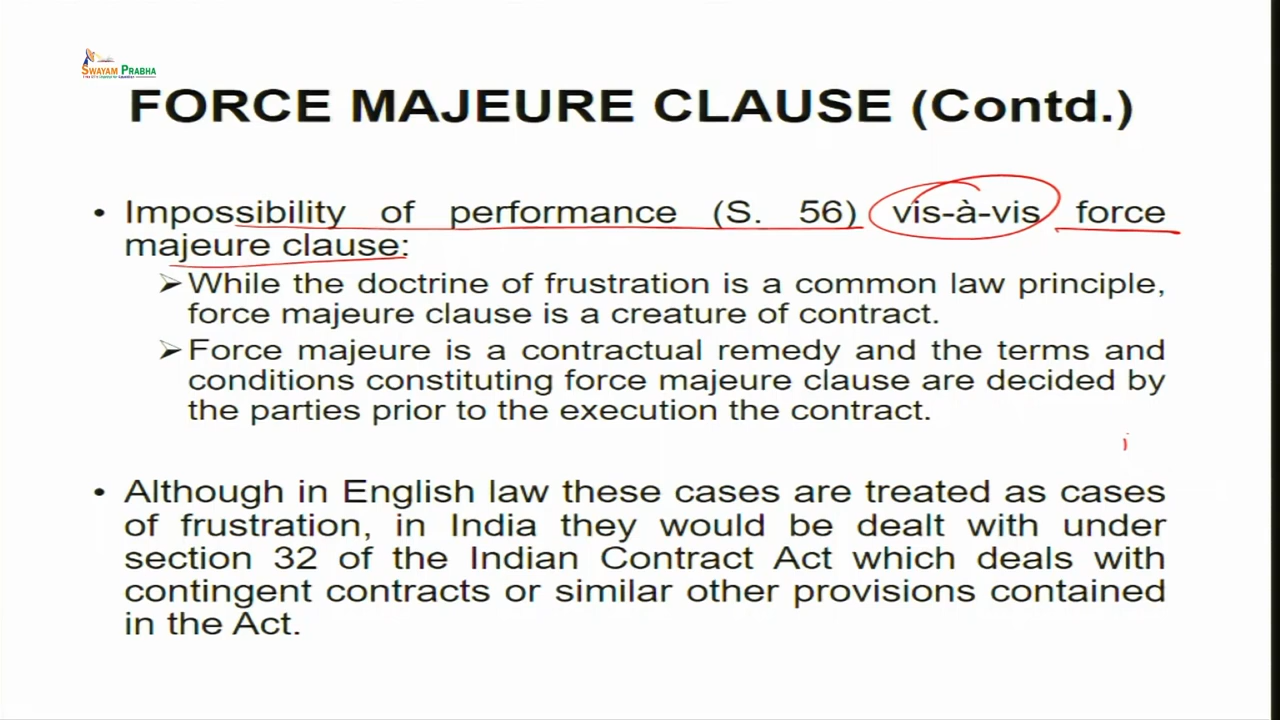 SWAYAM PRABHA
FORCE MAJEURE CLAUSE (Contd.)
• Impossibility of performance (S. 56) vis-à-vis force
majeure clause:
➢While the doctrine of frustration is a common law principle,
force majeure clause is a creature of contract.
➢Force majeure is a contractual remedy and the terms and
conditions constituting force majeure clause are decided by
the parties prior to the execution the contract.
• Although in English law these cases are treated as cases
of frustration, in India they would be dealt with under
section 32 of the Indian Contract Act which deals with
contingent contracts or similar other provisions contained
in the Act.